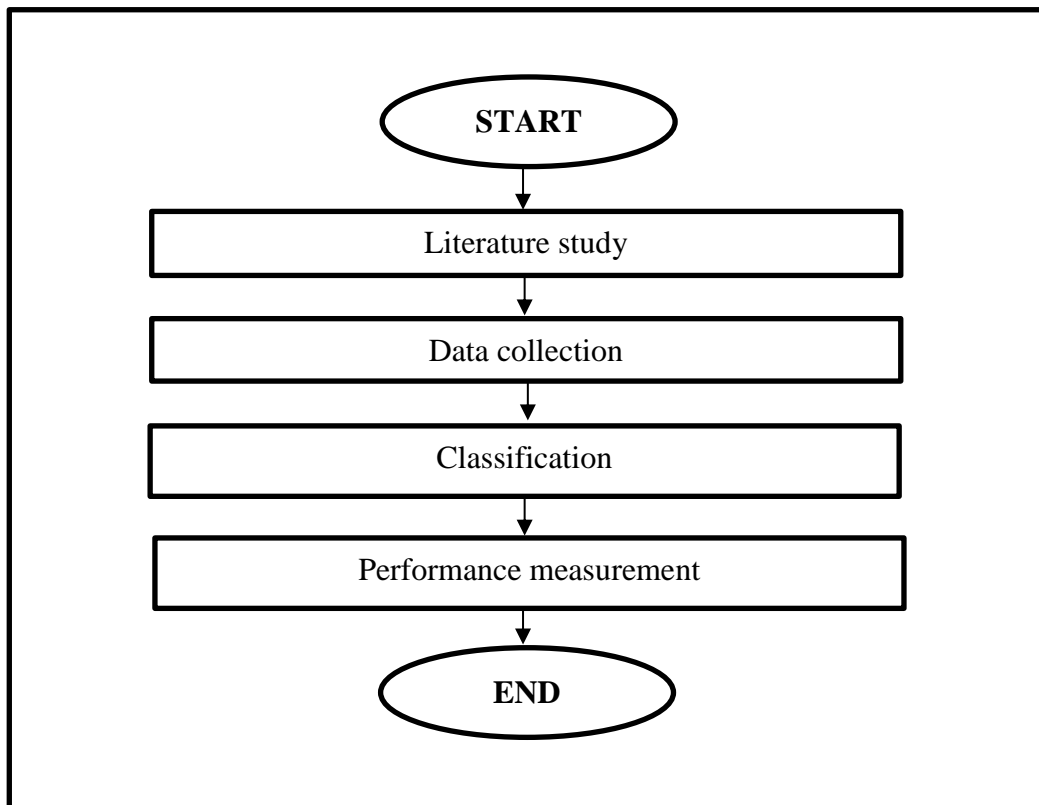 START
Literature study
Data collection
Classification
Performance measurement
END